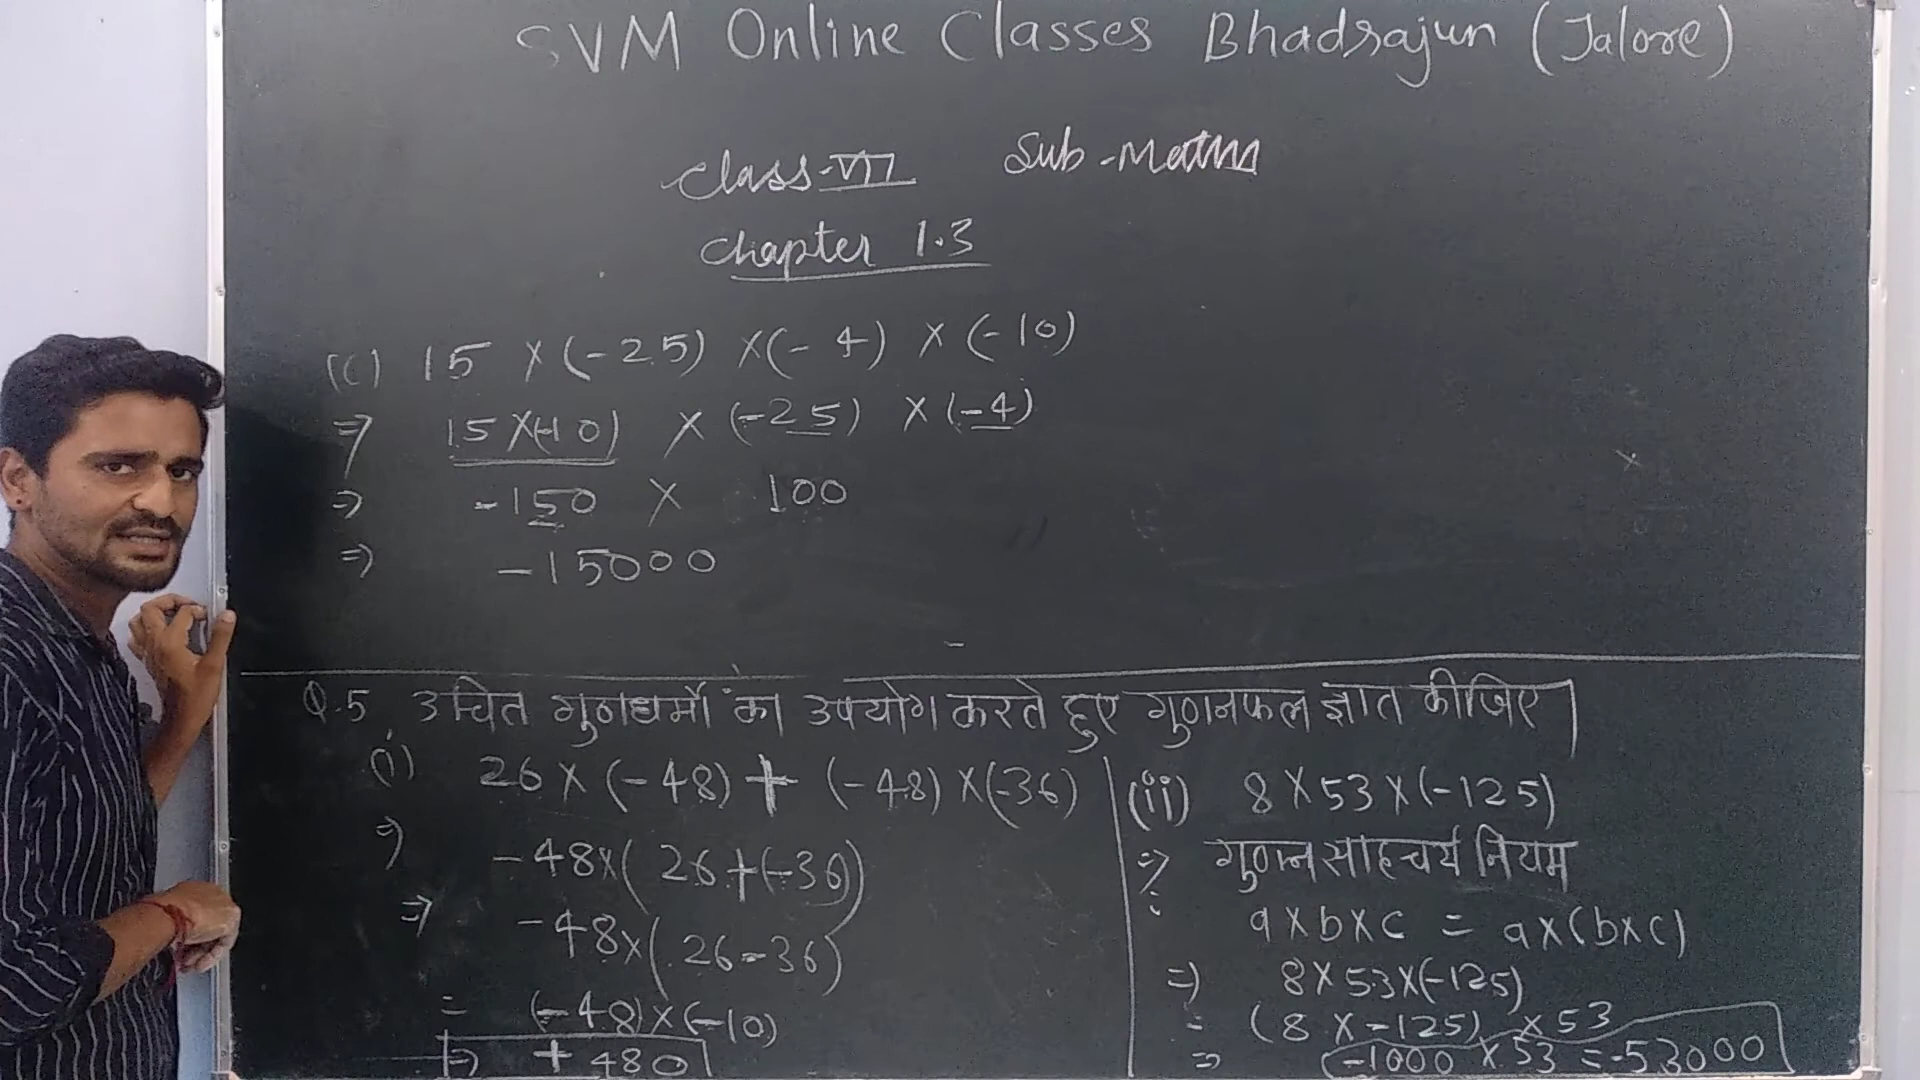 SVM Online Classes Bhadrajun (Jalore)
Class-VII Sub-Maths
Chapter 1.3
(C) 15 × (-25) × (-4) × (-10)
⇒ 15×(-10) × (-25) × (-4)
⇒ -150 × 100
⇒ -15000
Q.5 उचित गुणधर्मो का उपयोग करते हुए गुणनफल ज्ञात कीजिए
(i) 26 × (-48) + (-48) × (-36)
⇒ -48×(26+(-36))
⇒ -48×(26-36)
= (-48)×(-10)
⇒ + 480
(ii) 8 × 53 × (-125)
⇒ गुणन साहचर्य नियम
a×b×c = a×(b×c)
⇒ 8×53×(-125)
= (8 × -125) × 53
⇒ (-1000 × 53 = -53000